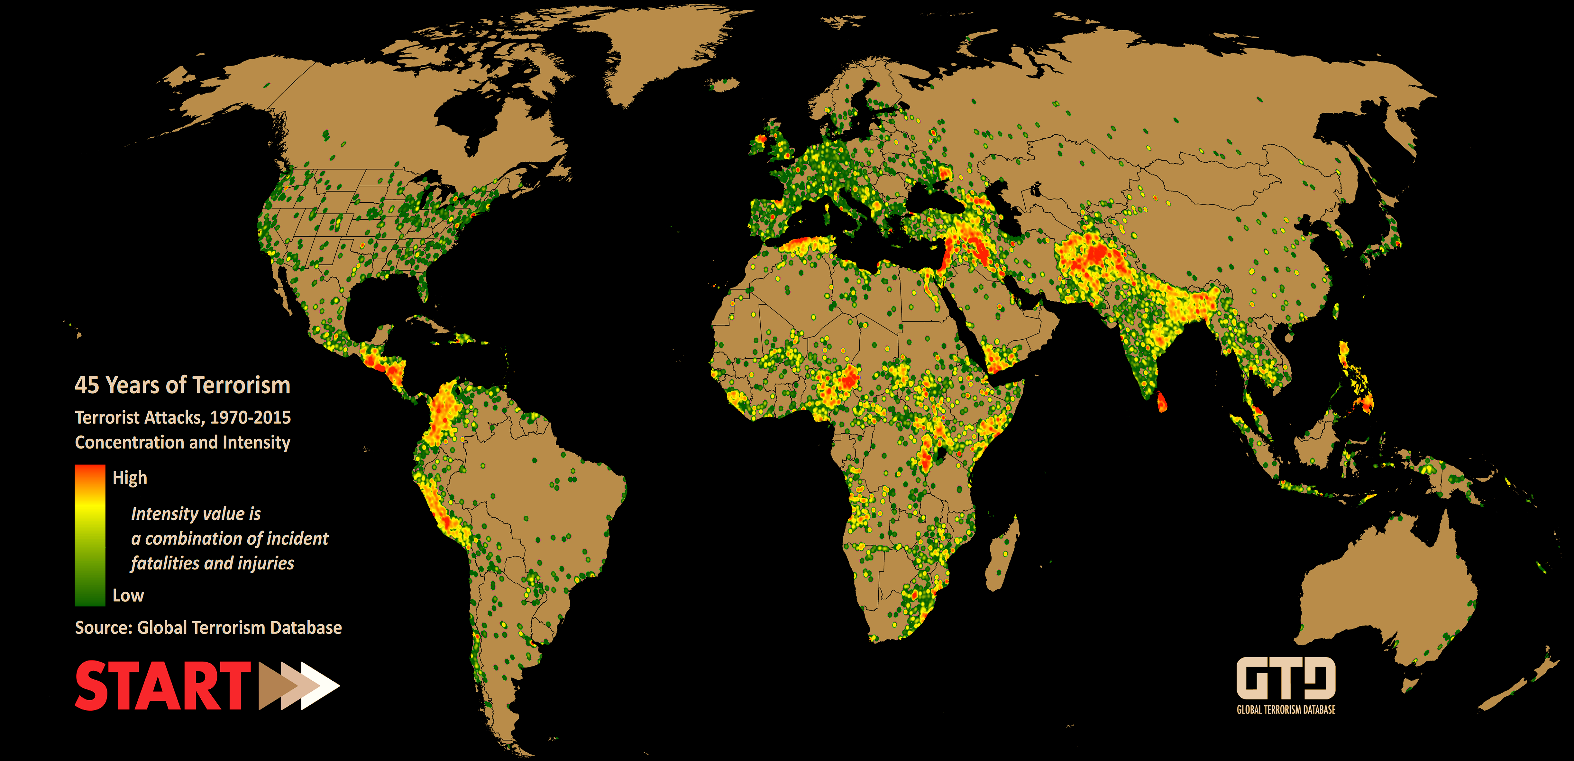 45 Years of Terrorism
Terrorist Attacks, 1970-2015
Concentration and Intensity
High
Intensity value is
a combination of incident
fatalities and injuries
Low
Source: Global Terrorism Database
START
GTD
GLOBAL TERRORISM DATABASE